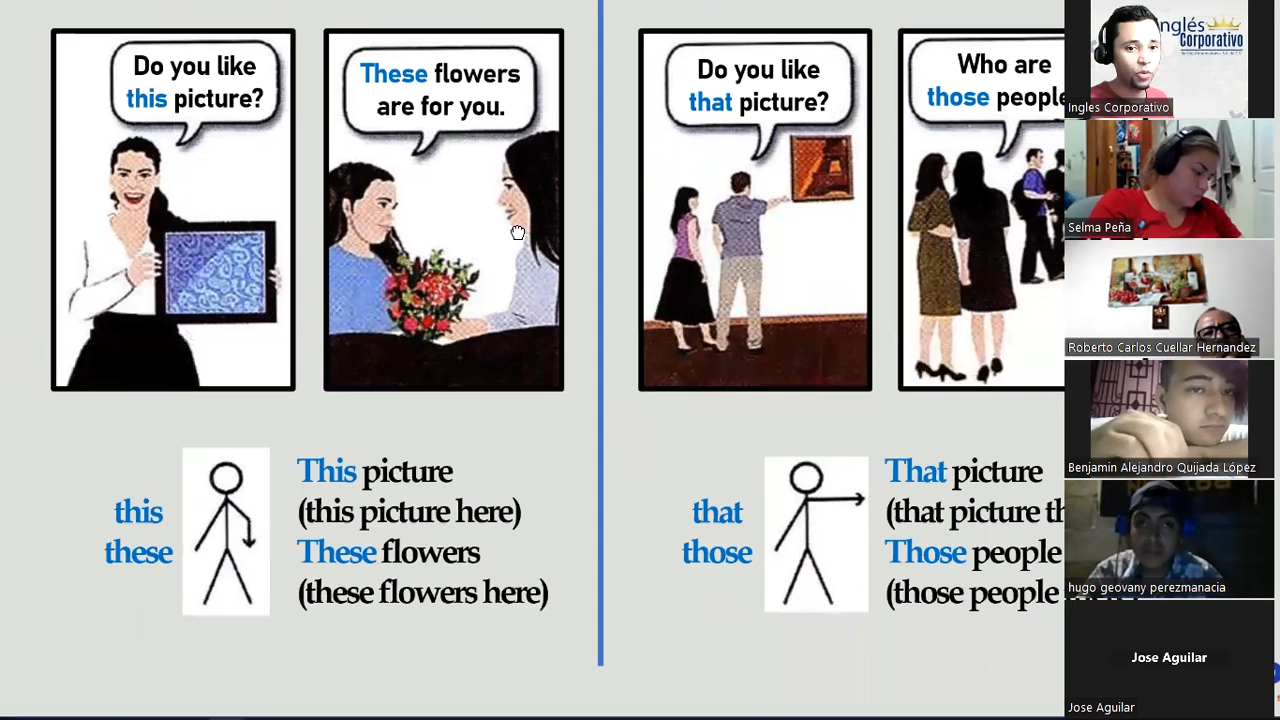 Do you like
this picture?
These flowers
are for you.
Do you like
that picture?
Who are
those people
this
these
This picture
(this picture here)
These flowers
(these flowers here)
that
those
That picture
(that picture th
Those people
(those people
Inglés
Corporativo
Ingles Corporativo
Selma Peña
Roberto Carlos Cuellar Hernandez
Benjamin Alejandro Quijada López
hugo geovany perezmanacia
Jose Aguilar
Jose Aguilar